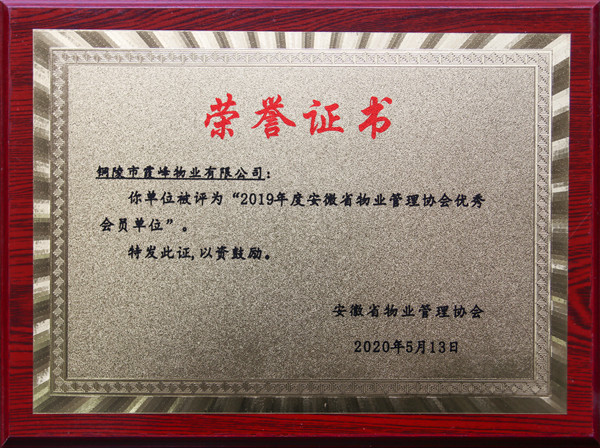 荣誉证书
铜陵市霞峰物业有限公司：
你单位被评为“2019年度安徽省物业管理协会优秀
会员单位”。
特发此证,以资鼓励。
安徽省物业管理协会
2020年5月13日